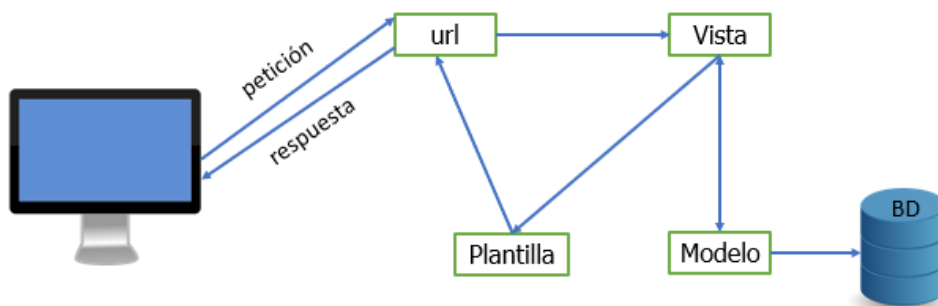 url
Vista
petición
respuesta
Plantilla
Modelo
BD